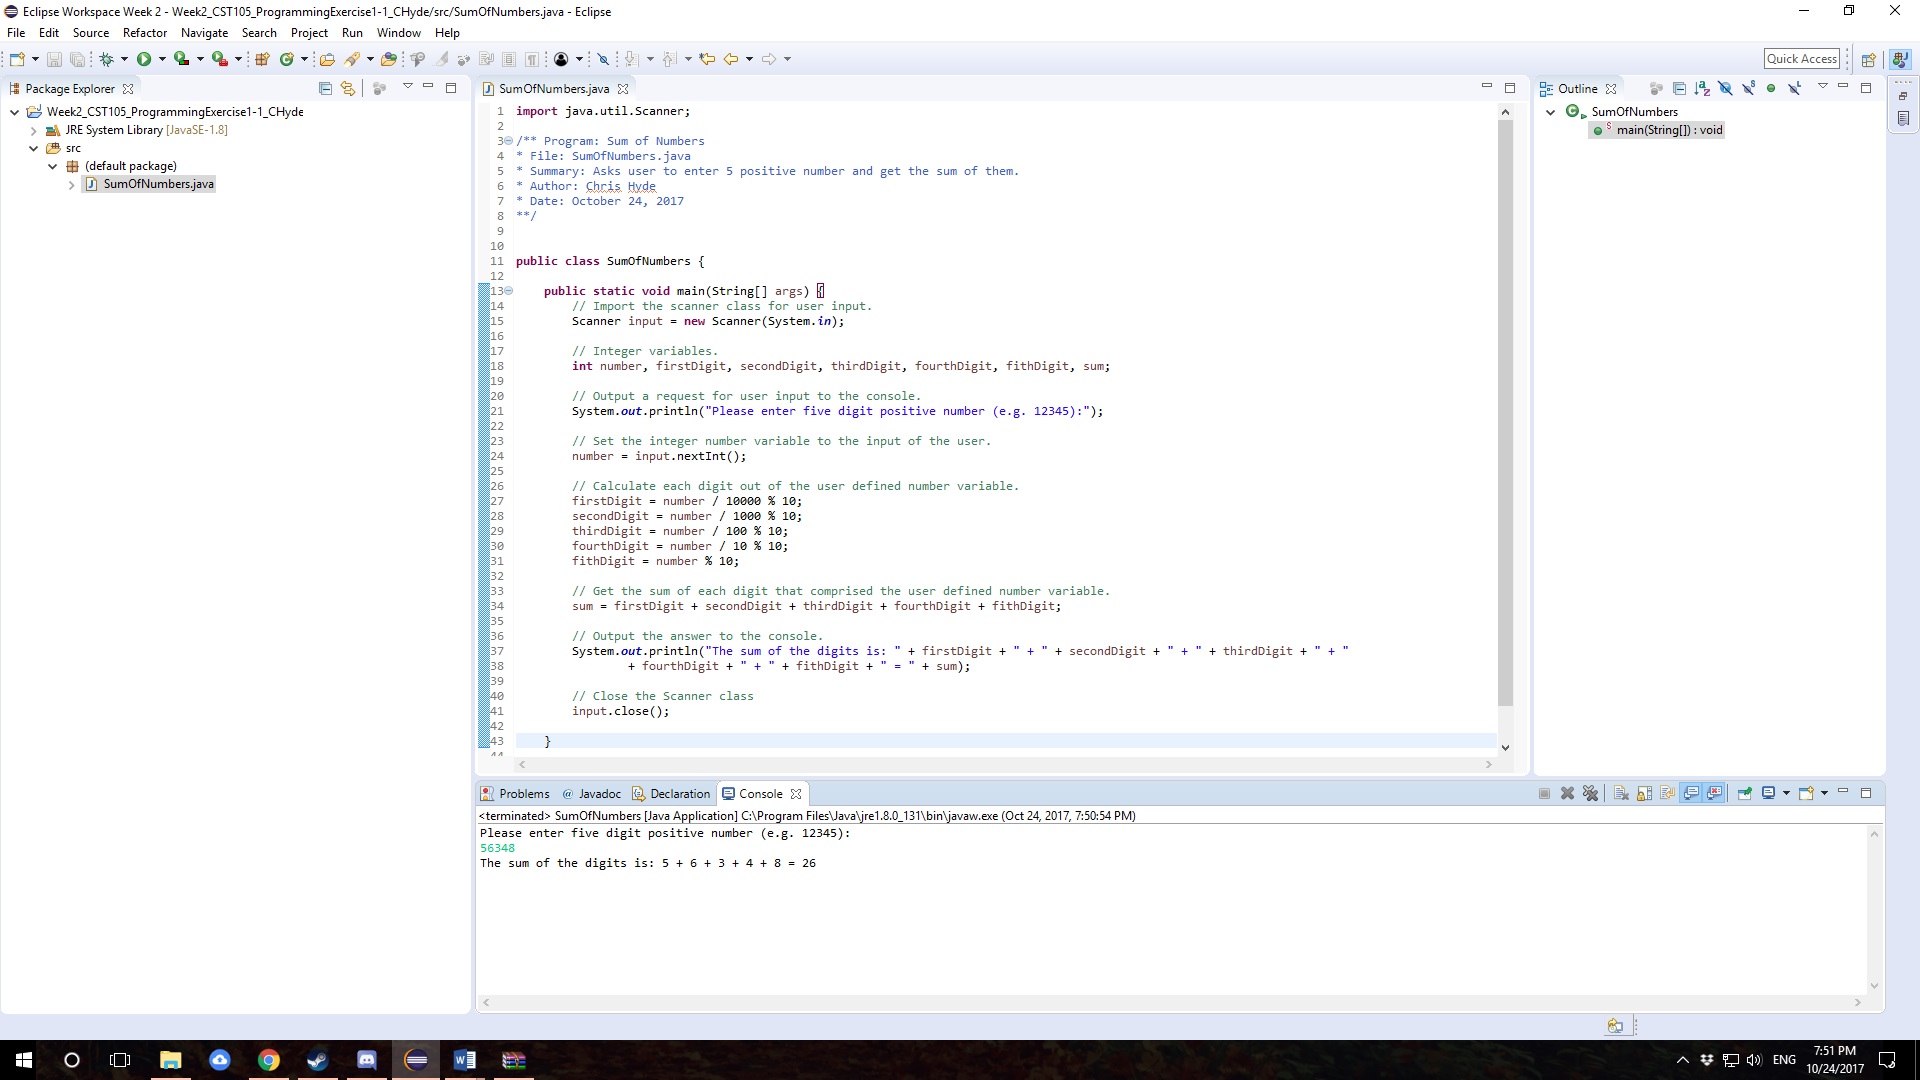 Eclipse Workspace Week 2 - Week2_CST105_ProgrammingExercise1-1_CHyde/src/SumOfNumbers.java - Eclipse
File Edit Source Refactor Navigate Search Project Run Window Help
Quick Access
Package Explorer
Week2_CST105_ProgrammingExercise1-1_CHyde
JRE System Library [JavaSE-1.8]
src
(default package)
SumOfNumbers.java
SumOfNumbers.java
1 import java.util.Scanner;
2
3 /** Program: Sum of Numbers
4 * File: SumOfNumbers.java
5 * Summary: Asks user to enter 5 positive number and get the sum of them.
6 * Author: Chris Hyde
7 * Date: October 24, 2017
8 **/
9
10
11 public class SumOfNumbers {
12
13 public static void main(String[] args) {
14 // Import the scanner class for user input.
15 Scanner input = new Scanner(System.in);
16
17 // Integer variables.
18 int number, firstDigit, secondDigit, thirdDigit, fourthDigit, fithDigit, sum;
19
20 // Output a request for user input to the console.
21 System.out.println("Please enter five digit positive number (e.g. 12345):");
22
23 // Set the integer number variable to the input of the user.
24 number = input.nextInt();
25
26 // Calculate each digit out of the user defined number variable.
27 firstDigit = number / 10000 % 10;
28 secondDigit = number / 1000 % 10;
29 thirdDigit = number / 100 % 10;
30 fourthDigit = number / 10 % 10;
31 fithDigit = number % 10;
32
33 // Get the sum of each digit that comprised the user defined number variable.
34 sum = firstDigit + secondDigit + thirdDigit + fourthDigit + fithDigit;
35
36 // Output the answer to the console.
37 System.out.println("The sum of the digits is: " + firstDigit + " + " + secondDigit + " + " + thirdDigit + " + "
38 + fourthDigit + " + " + fithDigit + " = " + sum);
39
40 // Close the Scanner class
41 input.close();
42
43 }
44
Outline
SumOfNumbers
main(String[]) : void
Problems @ Javadoc Declaration Console
<terminated> SumOfNumbers [Java Application] C:\Program Files\Java\jre1.8.0_131\bin\javaw.exe (Oct 24, 2017, 7:50:54 PM)
Please enter five digit positive number (e.g. 12345):
56348
The sum of the digits is: 5 + 6 + 3 + 4 + 8 = 26
ENG
7:51 PM
10/24/2017